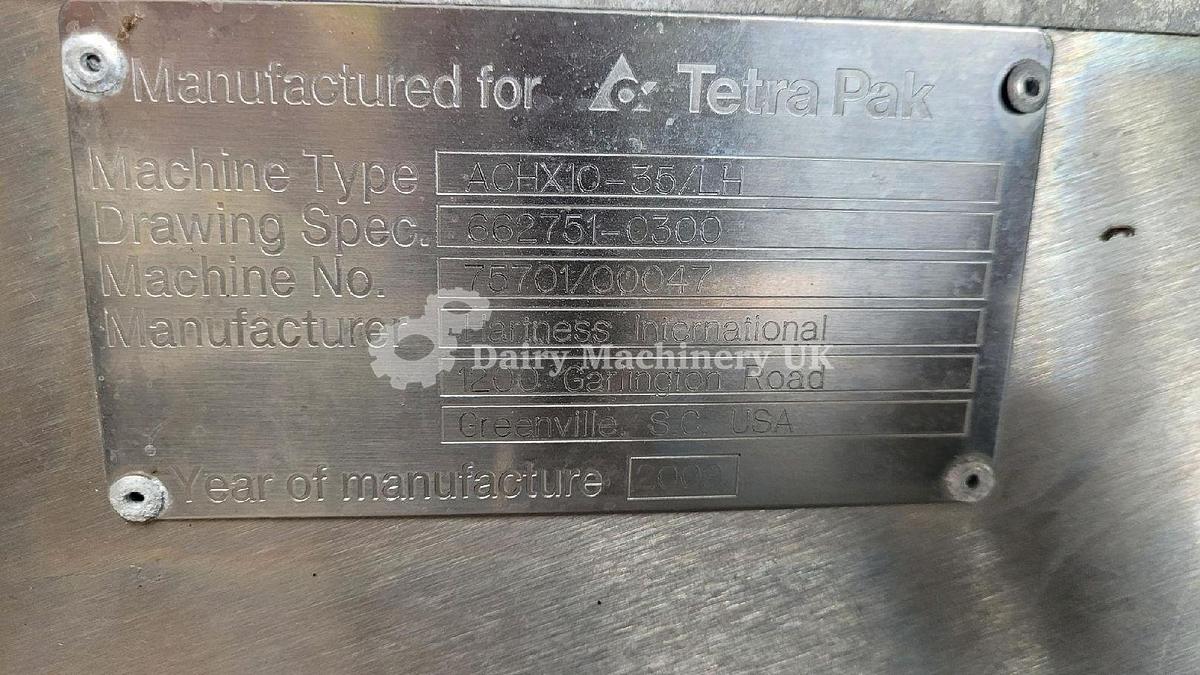 Manufactured for Tetra Pak
Machine Type ACHX10-35/LH
Drawing Spec. 662751-0300
Machine No. 75701/00047
Manufacturer Hartness International
Dairy Machinery UK
1200 Garlington Road
Greenville, S.C. USA
Year of manufacture